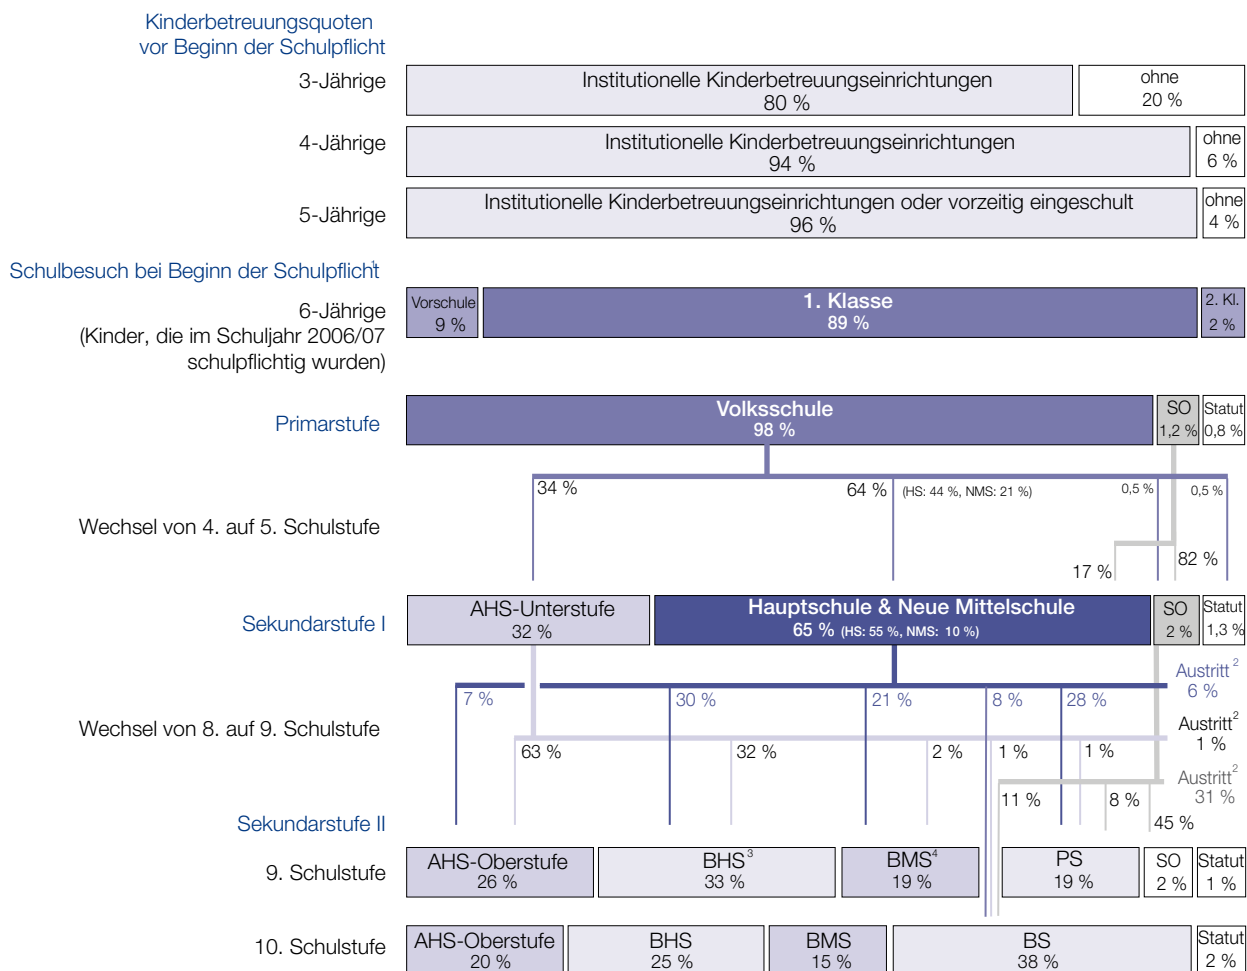 Kinderbetreuungsquoten
vor Beginn der Schulpflicht
3-Jährige
Institutionelle Kinderbetreuungseinrichtungen
80 %
ohne
20 %
4-Jährige
Institutionelle Kinderbetreuungseinrichtungen
94 %
ohne
6 %
5-Jährige
Institutionelle Kinderbetreuungseinrichtungen oder vorzeitig eingeschult
96 %
ohne
4 %
Schulbesuch bei Beginn der Schulpflicht¹
6-Jährige
(Kinder, die im Schuljahr 2006/07
schulpflichtig wurden)
Vorschule
9 %
1. Klasse
89 %
2. Kl.
2 %
Primarstufe
Volksschule
98 %
SO
1,2 %
Statut
0,8 %
Wechsel von 4. auf 5. Schulstufe
34 %
64 % (HS: 44 %, NMS: 21 %)
0,5 %
0,5 %
17 %
82 %
Sekundarstufe I
AHS-Unterstufe
32 %
Hauptschule & Neue Mittelschule
65 % (HS: 55 %, NMS: 10 %)
SO
2 %
Statut
1,3 %
Wechsel von 8. auf 9. Schulstufe
7 %
30 %
21 %
8 %
28 %
Austritt²
6 %
63 %
32 %
2 %
1 %
1 %
Austritt²
1 %
11 %
8 %
45 %
Austritt²
31 %
Sekundarstufe II
9. Schulstufe
AHS-Oberstufe
26 %
BHS³
33 %
BMS⁴
19 %
PS
19 %
SO
2 %
Statut
1 %
10. Schulstufe
AHS-Oberstufe
20 %
BHS
25 %
BMS
15 %
BS
38 %
Statut
2 %